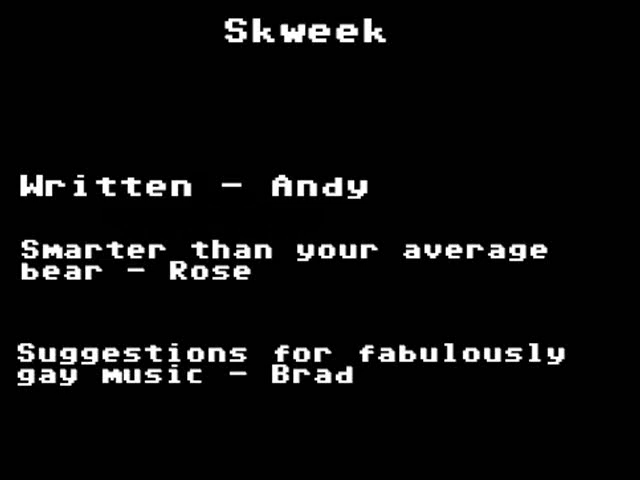 Skweek
Written - Andy
Smarter than your average
bear - Rose
Suggestions for fabulously
gay music - Brad